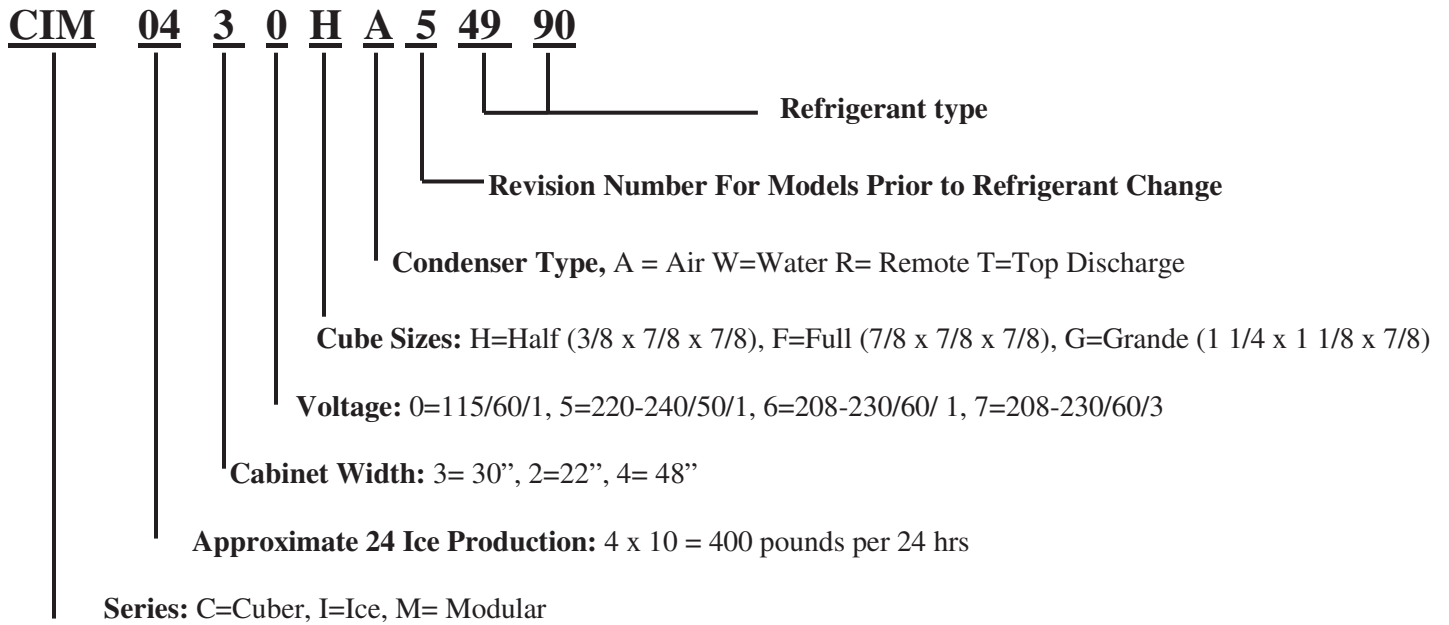 CIM 04 3 0 H A 5 49 90
Refrigerant type
Revision Number For Models Prior to Refrigerant Change
Condenser Type, A = Air W=Water R= Remote T=Top Discharge
Cube Sizes: H=Half (3/8 x 7/8 x 7/8), F=Full (7/8 x 7/8 x 7/8), G=Grande (1 1/4 x 1 1/8 x 7/8)
Voltage: 0=115/60/1, 5=220-240/50/1, 6=208-230/60/ 1, 7=208-230/60/3
Cabinet Width: 3= 30”, 2=22”, 4= 48”
Approximate 24 Ice Production: 4 x 10 = 400 pounds per 24 hrs
Series: C=Cuber, I=Ice, M= Modular